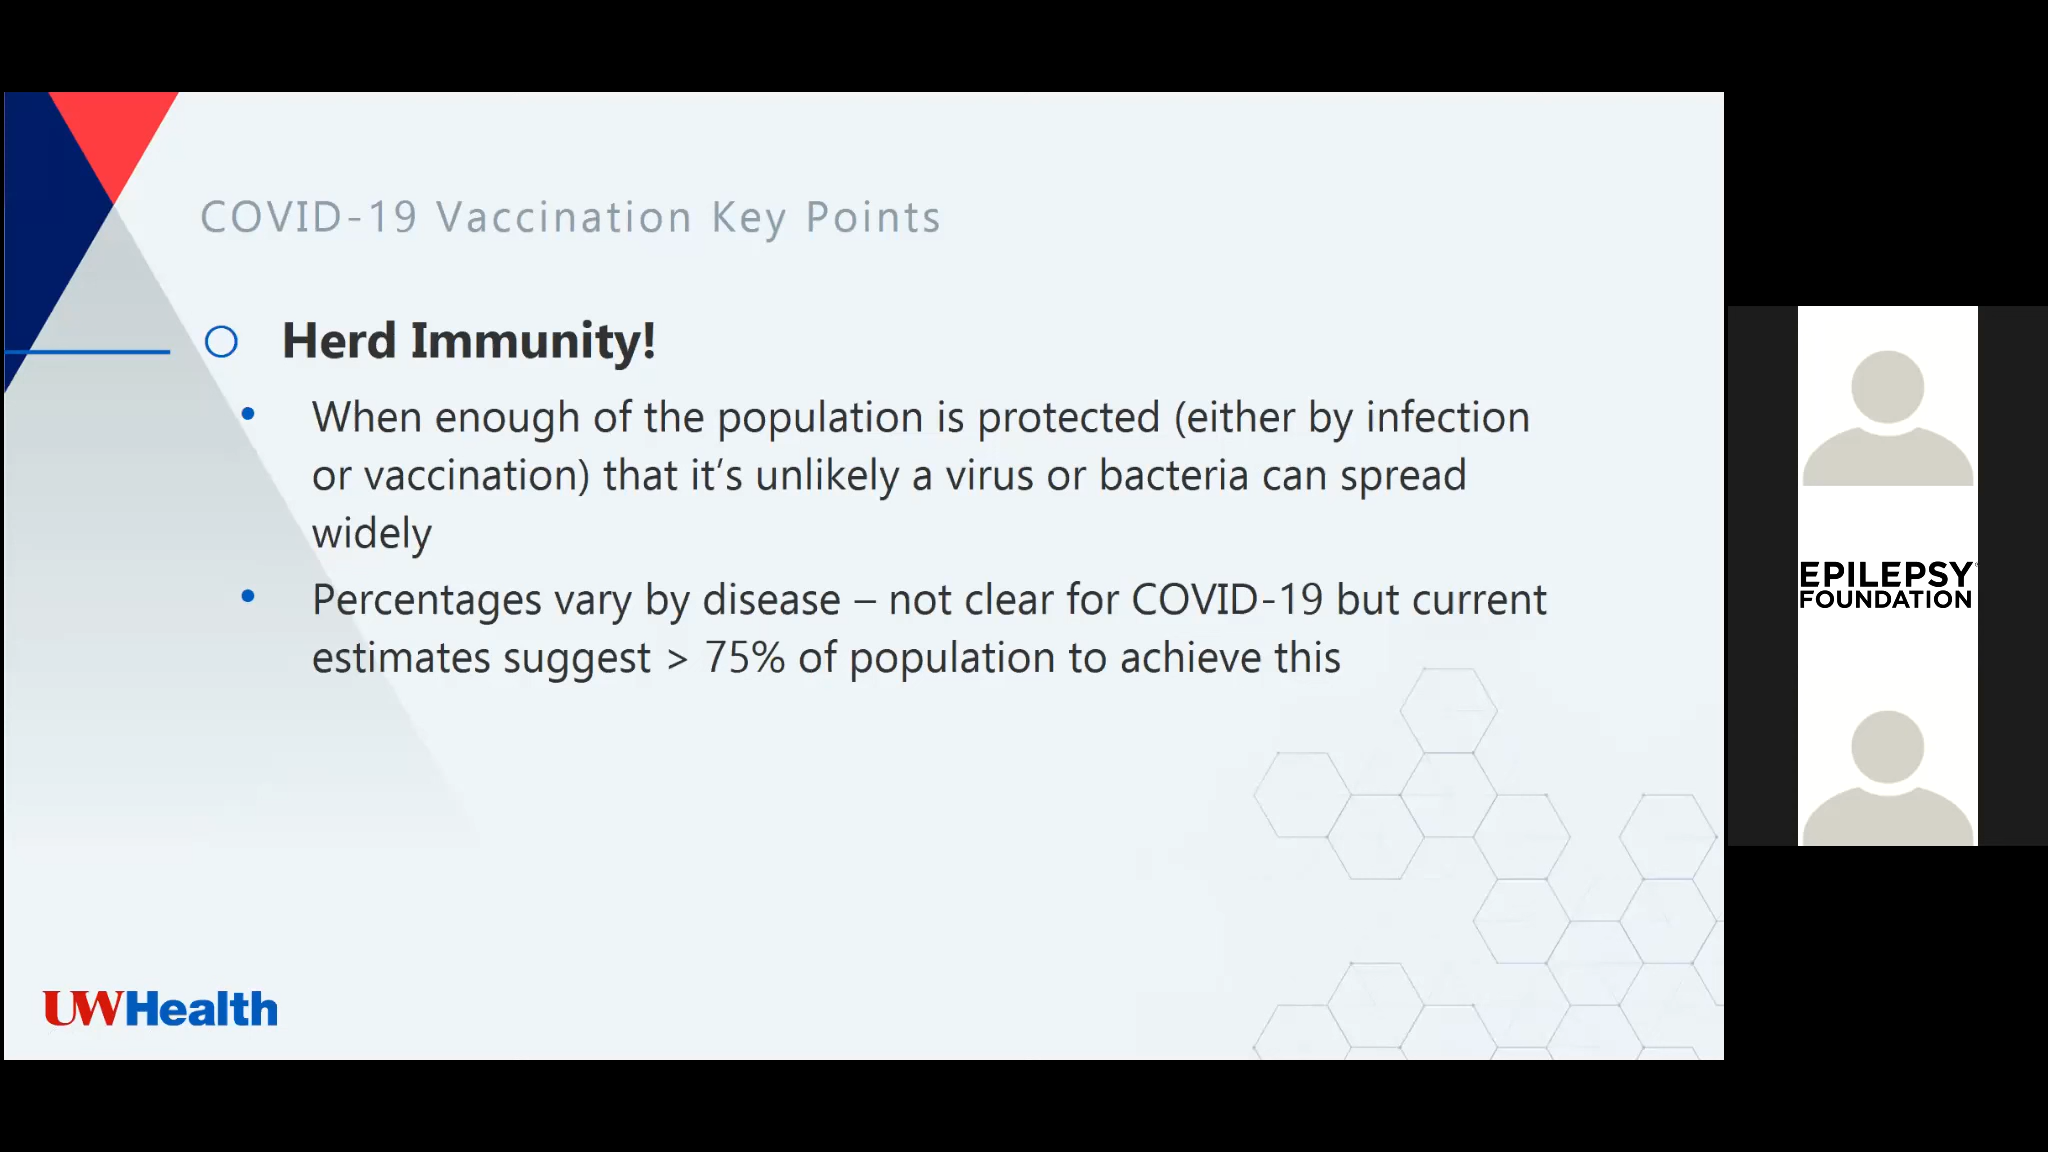 COVID-19 Vaccination Key Points
Herd Immunity!
When enough of the population is protected (either by infection
or vaccination) that it's unlikely a virus or bacteria can spread
widely
Percentages vary by disease – not clear for COVID-19 but current
estimates suggest > 75% of population to achieve this
UWHealth
EPILEPSY
FOUNDATION